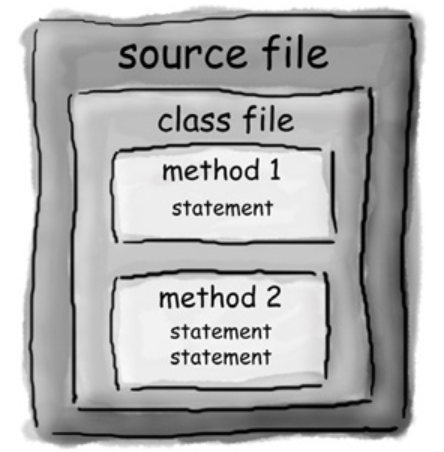 source file
class file
method 1
statement
method 2
statement
statement